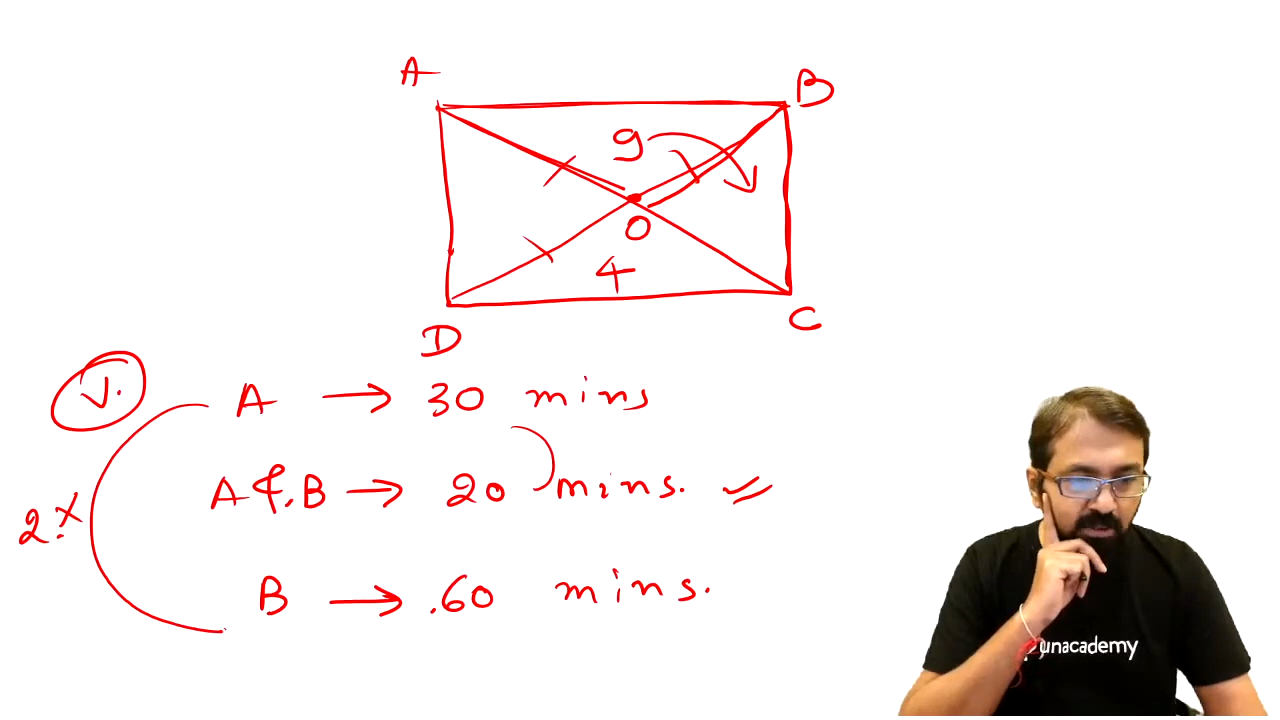 A
B
9
O
4
D
C
V.
A → 30 mins
2x
A &, B → 20 mins.
B → .60 mins.
unacademy